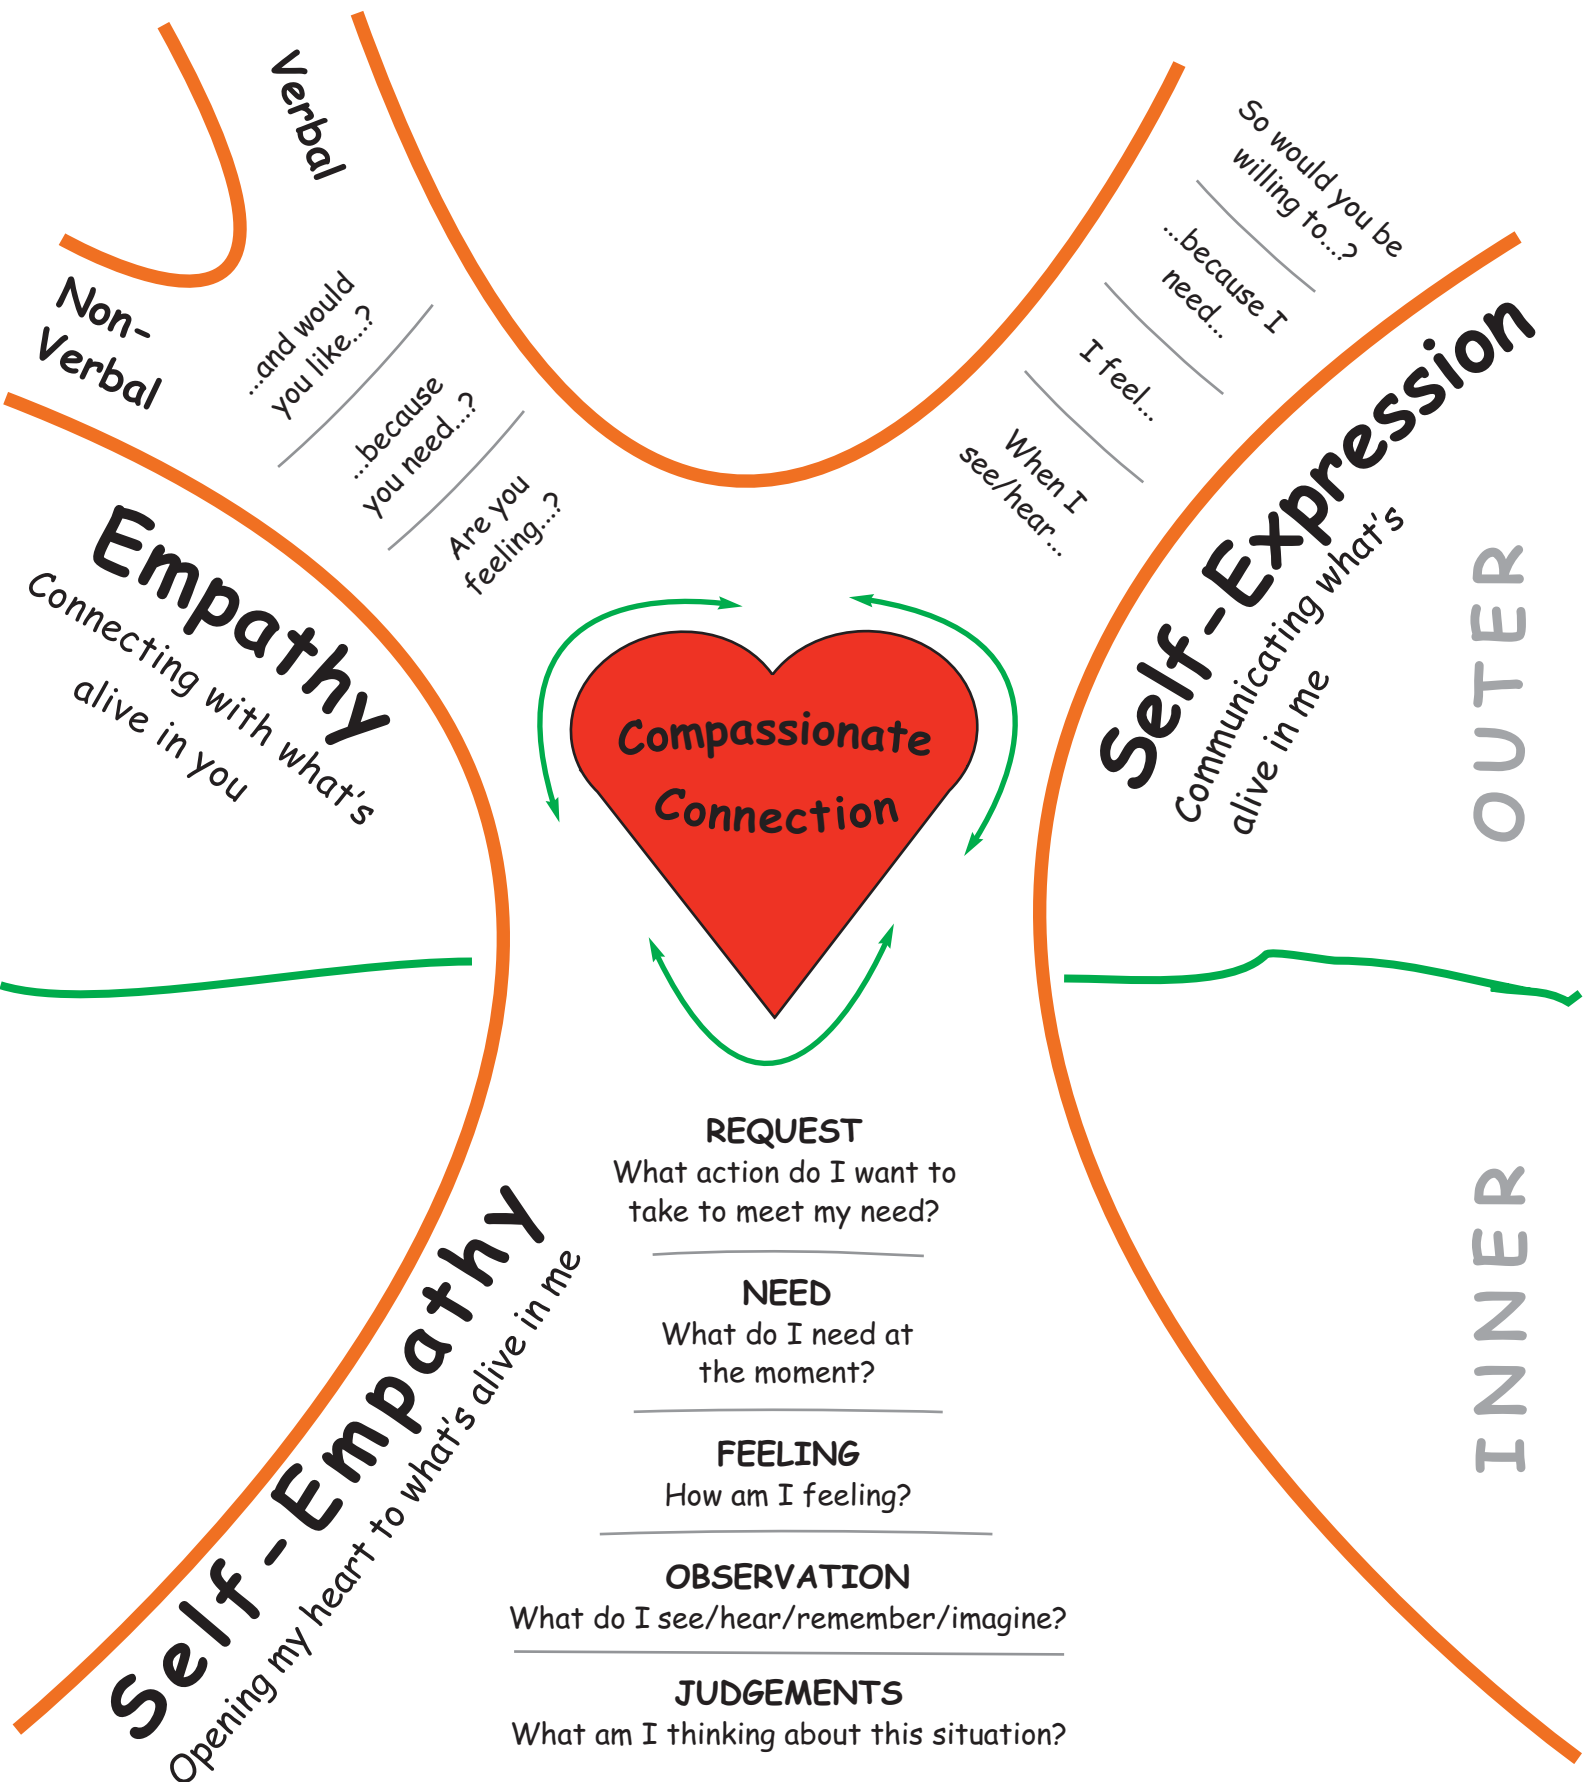 Verbal
Non-
Verbal
...and would
you like...?
...because
you need...?
Are you
feeling...?
Empathy
Connecting with what's
alive in you
So would you be
willing to...?
...because I
need...
I feel...
When I
see/hear...
Self-Expression
Communicating what's
alive in me
OUTER
Compassionate
Connection
INNER
Self-Empathy
Opening my heart to what's alive in me
REQUEST
What action do I want to
take to meet my need?
NEED
What do I need at
the moment?
FEELING
How am I feeling?
OBSERVATION
What do I see/hear/remember/imagine?
JUDGEMENTS
What am I thinking about this situation?